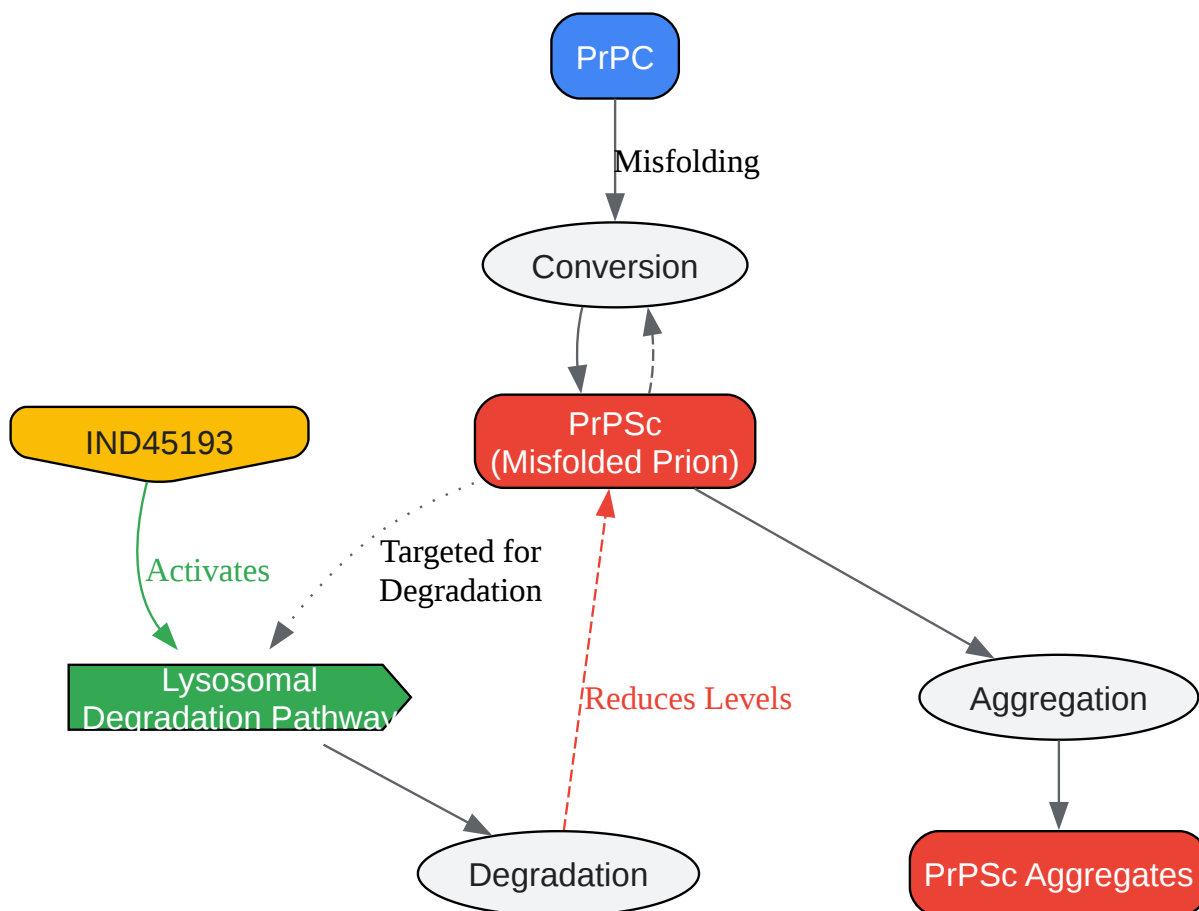 PrPC
Misfolding
Conversion
PrPSc
(Misfolded Prion)
IND45193
Targeted for
Degradation
Activates
Lysosomal
Degradation Pathway
Reduces Levels
Aggregation
Degradation
PrPSc Aggregates